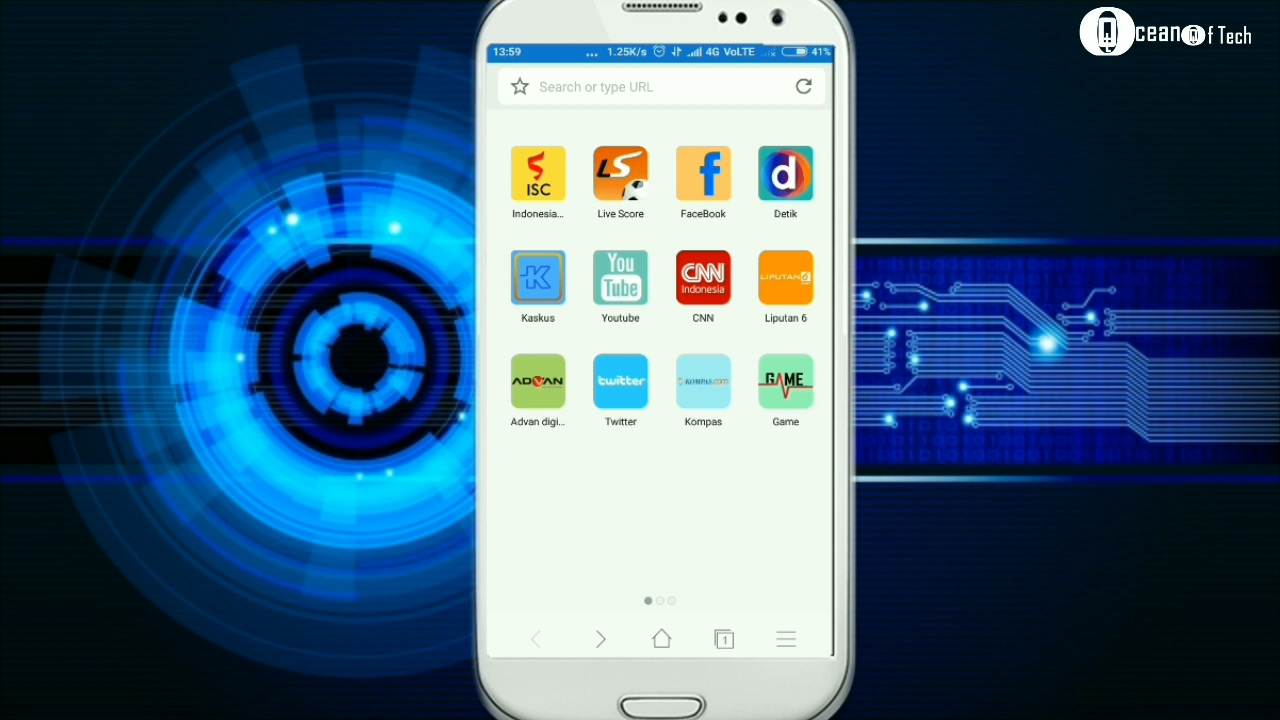 Ocean Of Tech
13:59 ... 1.25K/s 4G VoLTE 41%
Search or type URL
ISC
LS
f
d
Indonesia... Live Score FaceBook Detik
K
You Tube
CNN Indonesia
LIPUTAN 6
Kaskus Youtube CNN Liputan 6
ADVAN
twitter
KOMPAS.com
GAME
Advan digi... Twitter Kompas Game
1